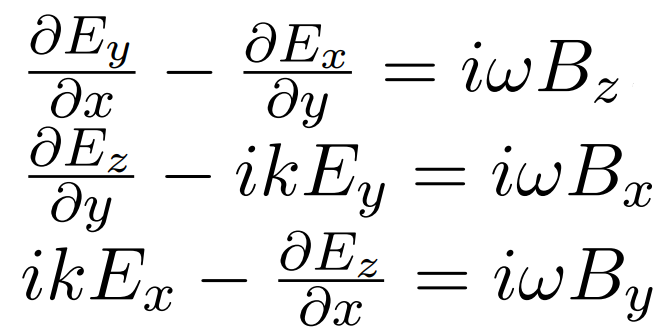 ∂E_y/∂x − ∂E_x/∂y = iωB_z
∂E_z/∂y − ikE_y = iωB_x
ikE_x − ∂E_z/∂x = iωB_y